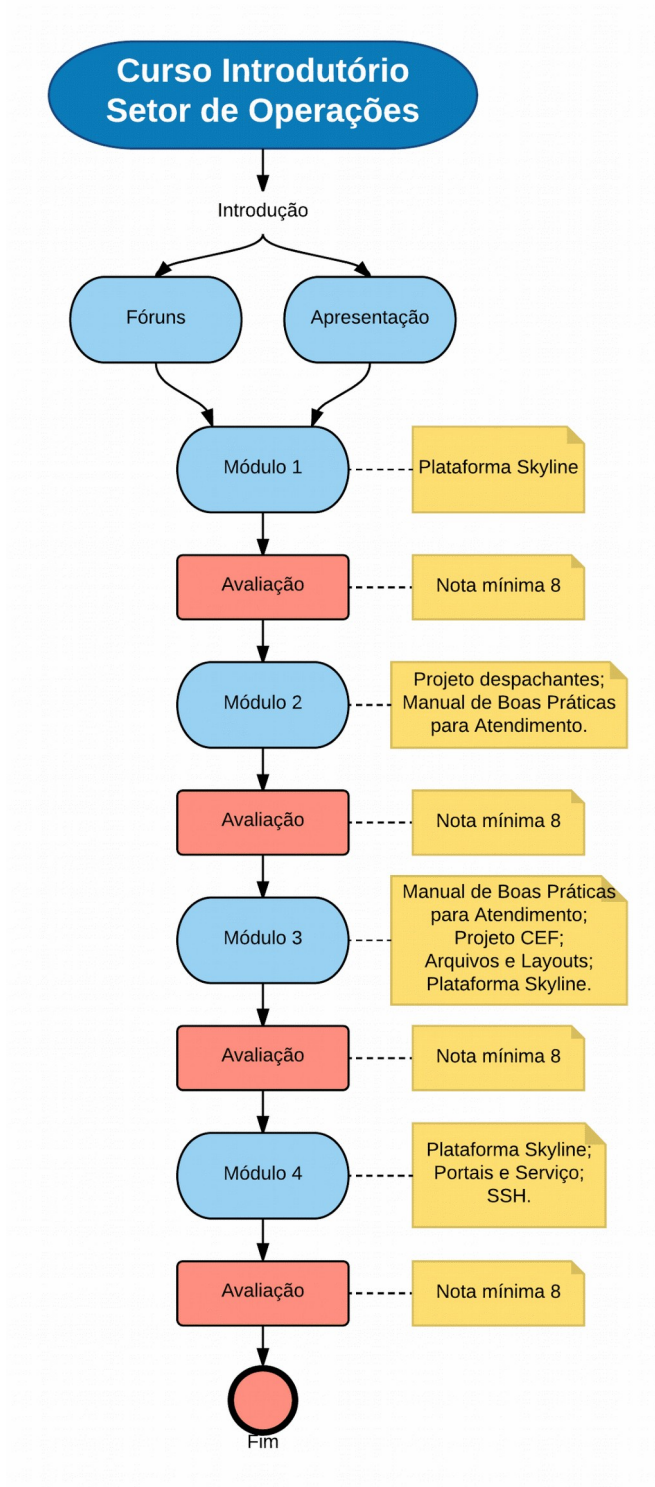 Curso Introdutório
Setor de Operações
Introdução
Fóruns
Apresentação
Módulo 1
Plataforma Skyline
Avaliação
Nota mínima 8
Módulo 2
Projeto despachantes;
Manual de Boas Práticas
para Atendimento.
Avaliação
Nota mínima 8
Módulo 3
Manual de Boas Práticas
para Atendimento;
Projeto CEF;
Arquivos e Layouts;
Plataforma Skyline.
Avaliação
Nota mínima 8
Módulo 4
Plataforma Skyline;
Portais e Serviço;
SSH.
Avaliação
Nota mínima 8
Fim